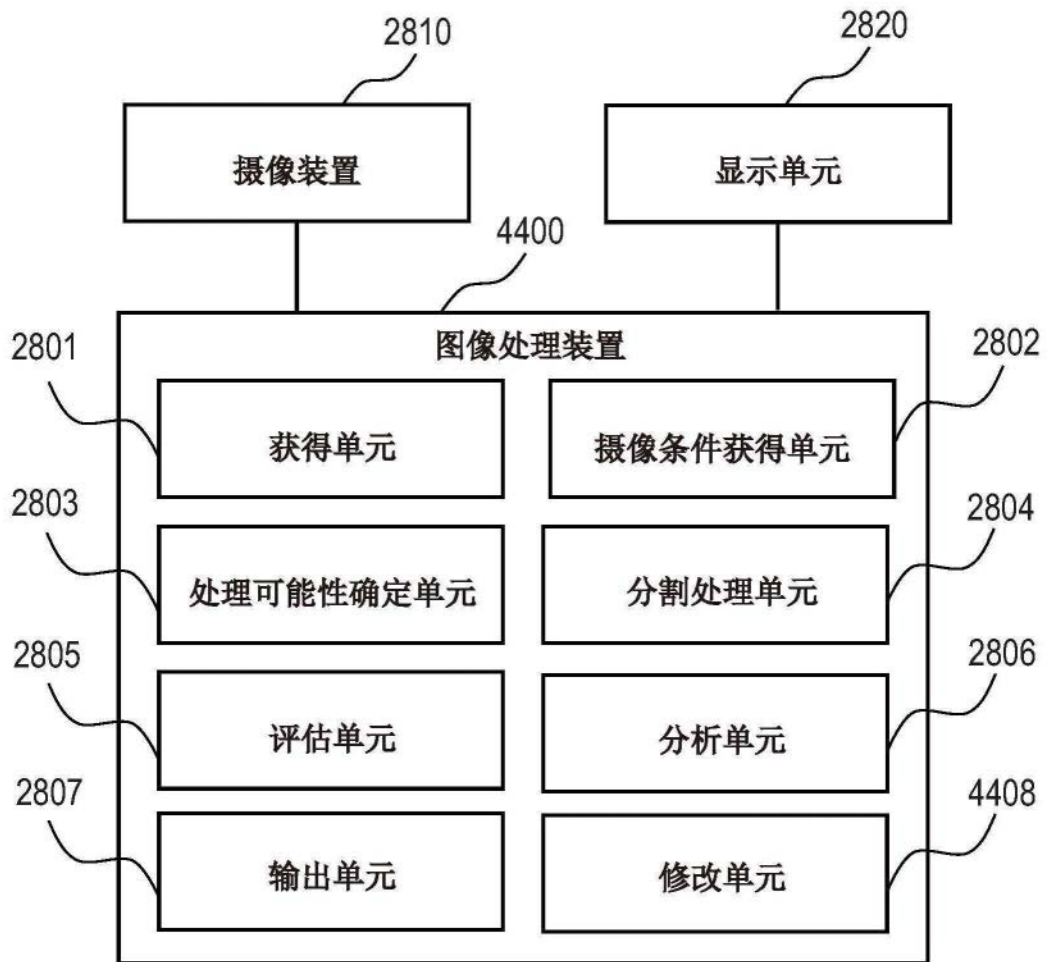 2810
2820
摄像装置
显示单元
4400
图像处理装置
2801
2802
获得单元
摄像条件获得单元
2803
2804
处理可能性确定单元
分割处理单元
2805
2806
评估单元
分析单元
2807
4408
输出单元
修改单元